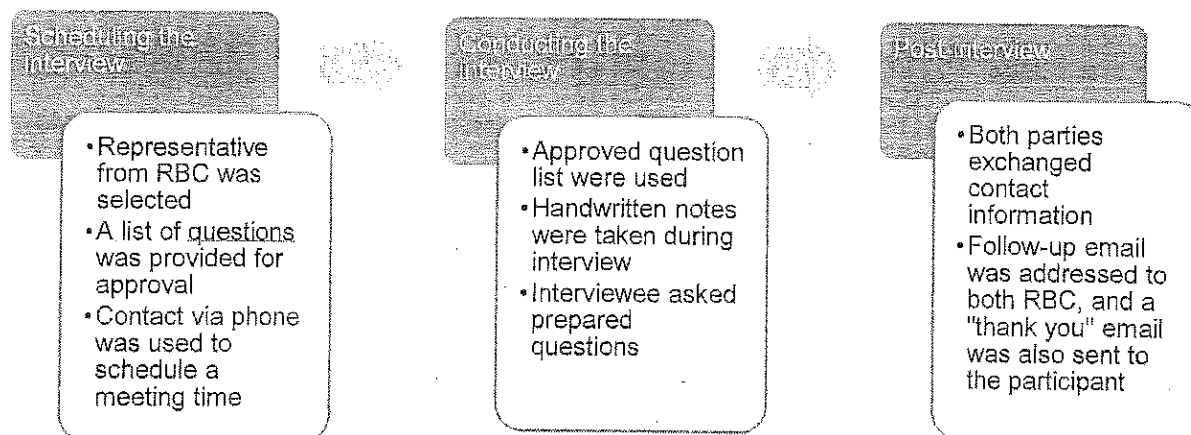 Scheduling the
interview
• Representative
from RBC was
selected
• A list of questions
was provided for
approval
• Contact via phone
was used to
schedule a
meeting time
Conducting the
interview
• Approved question
list were used
• Handwritten notes
were taken during
interview
• Interviewee asked
prepared
questions
Post-interview
• Both parties
exchanged
contact
information
• Follow-up email
was addressed to
both RBC, and a
"thank you" email
was also sent to
the participant